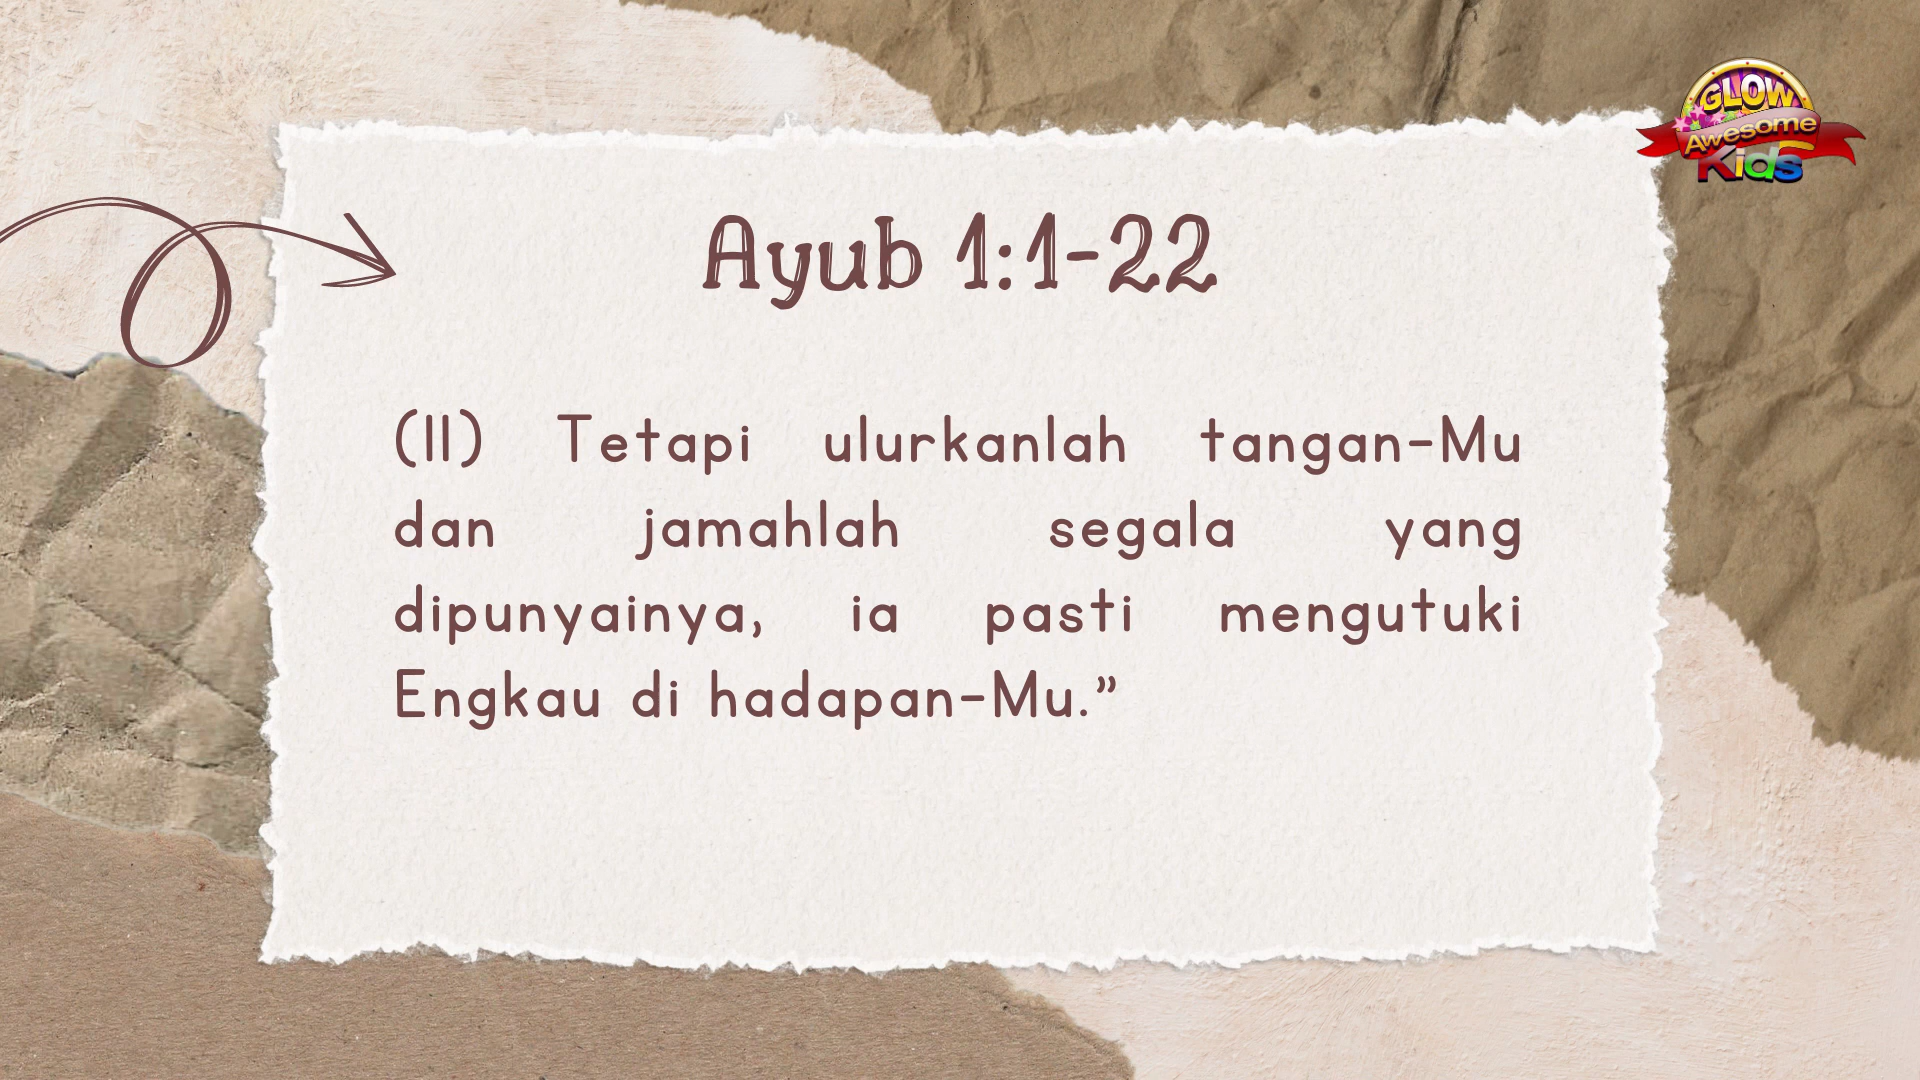 GLOW
Awesome
Kids
Ayub 1:1-22
(11) Tetapi ulurkanlah tangan-Mu
dan jamahlah segala yang
dipunyainya, ia pasti mengutuki
Engkau di hadapan-Mu.”